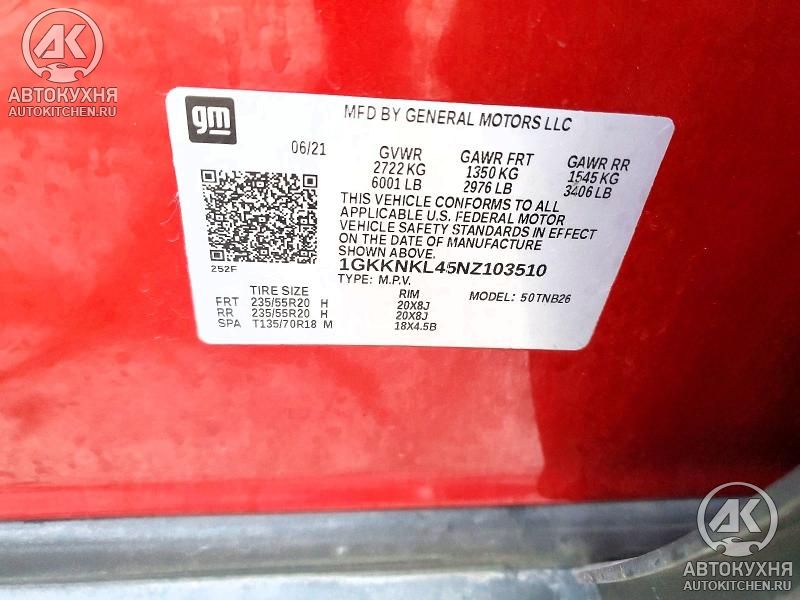 АК
АВТОКУХНЯ
AUTOKITCHEN.RU
gm
MFD BY GENERAL MOTORS LLC
06/21
GVWR GAWR FRT GAWR RR
2722 KG 1350 KG 1545 KG
6001 LB 2976 LB 3406 LB
THIS VEHICLE CONFORMS TO ALL
APPLICABLE U.S. FEDERAL MOTOR
VEHICLE SAFETY STANDARDS IN EFFECT
ON THE DATE OF MANUFACTURE
SHOWN ABOVE.
252F
1GKKNKL45NZ103510
TYPE: M.P.V.
TIRE SIZE RIM MODEL: 50TNB26
FRT 235/55R20 H 20X8J
RR 235/55R20 H 20X8J
SPA T135/70R18 M 18X4.5B
АК
АВТОКУХНЯ
AUTOKITCHEN.RU